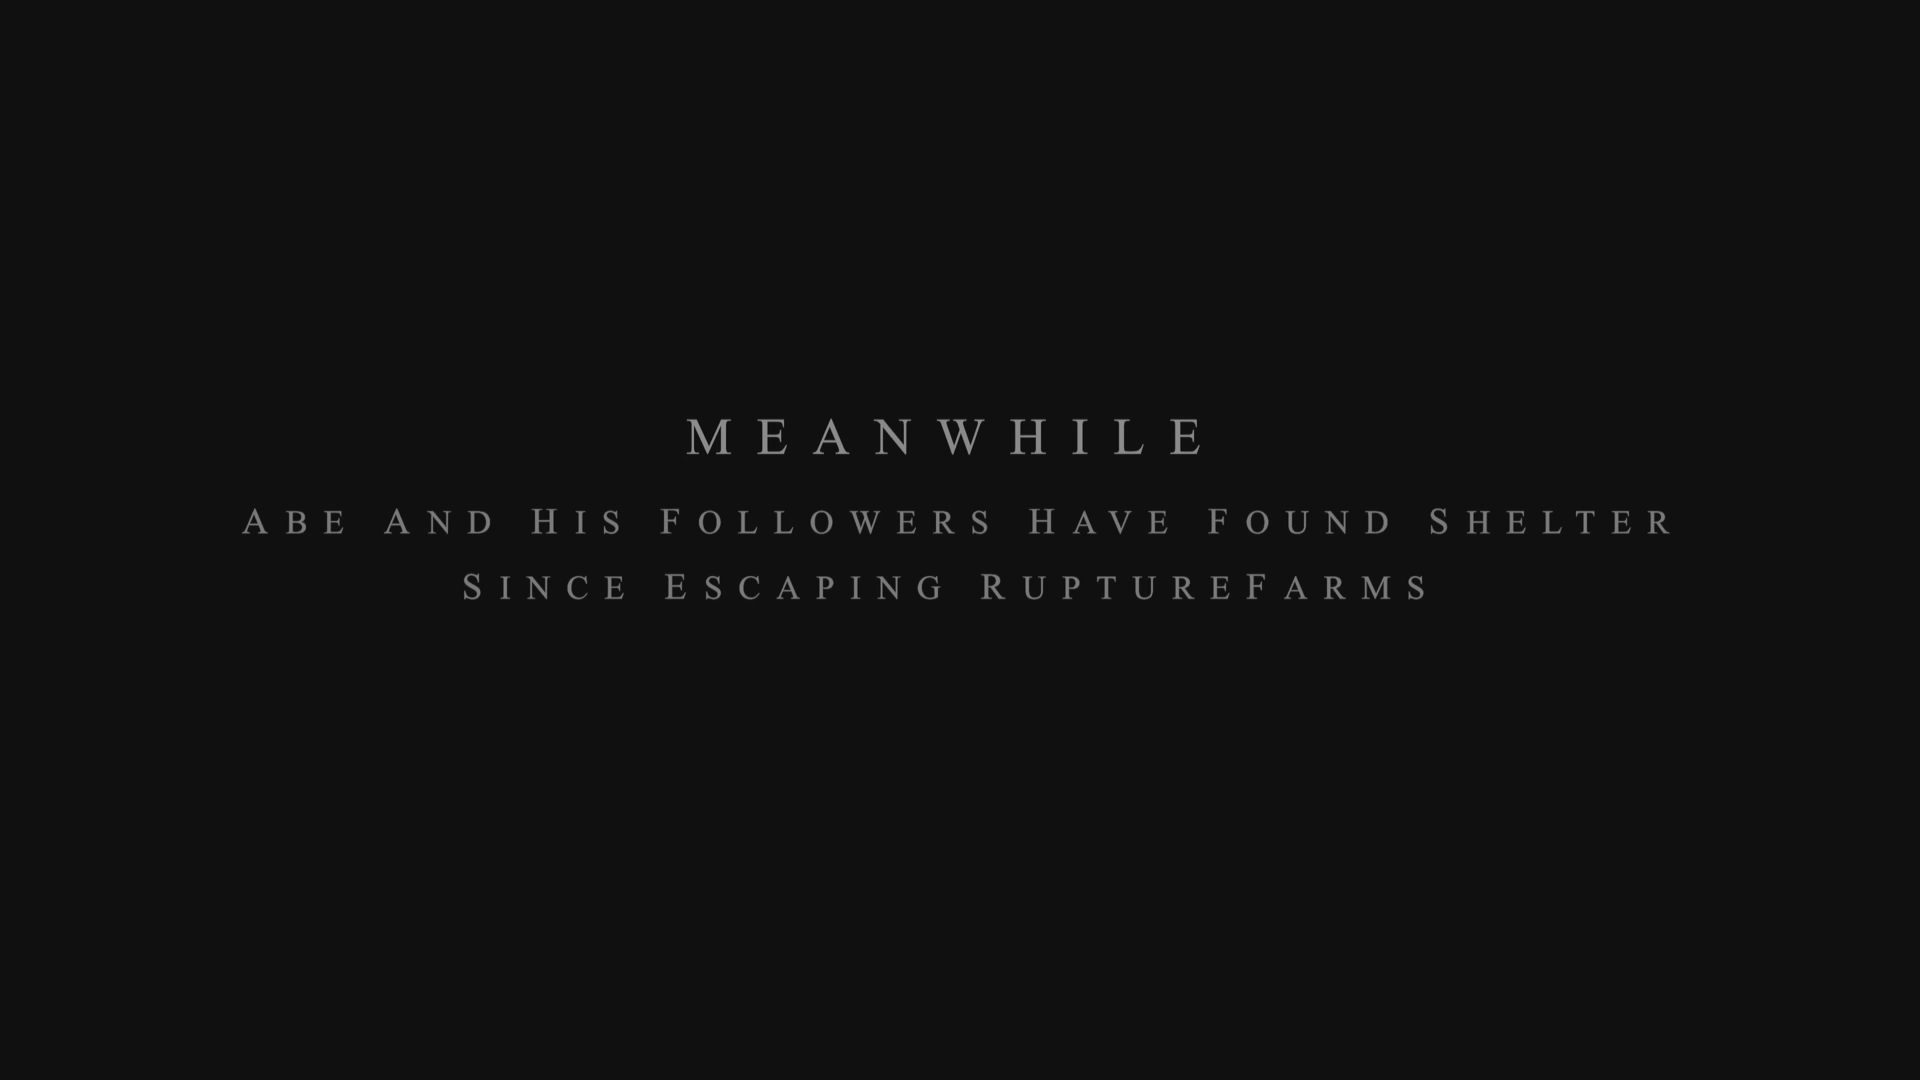 MEANWHILE
ABE AND HIS FOLLOWERS HAVE FOUND SHELTER
SINCE ESCAPING RUPTUREFARMS